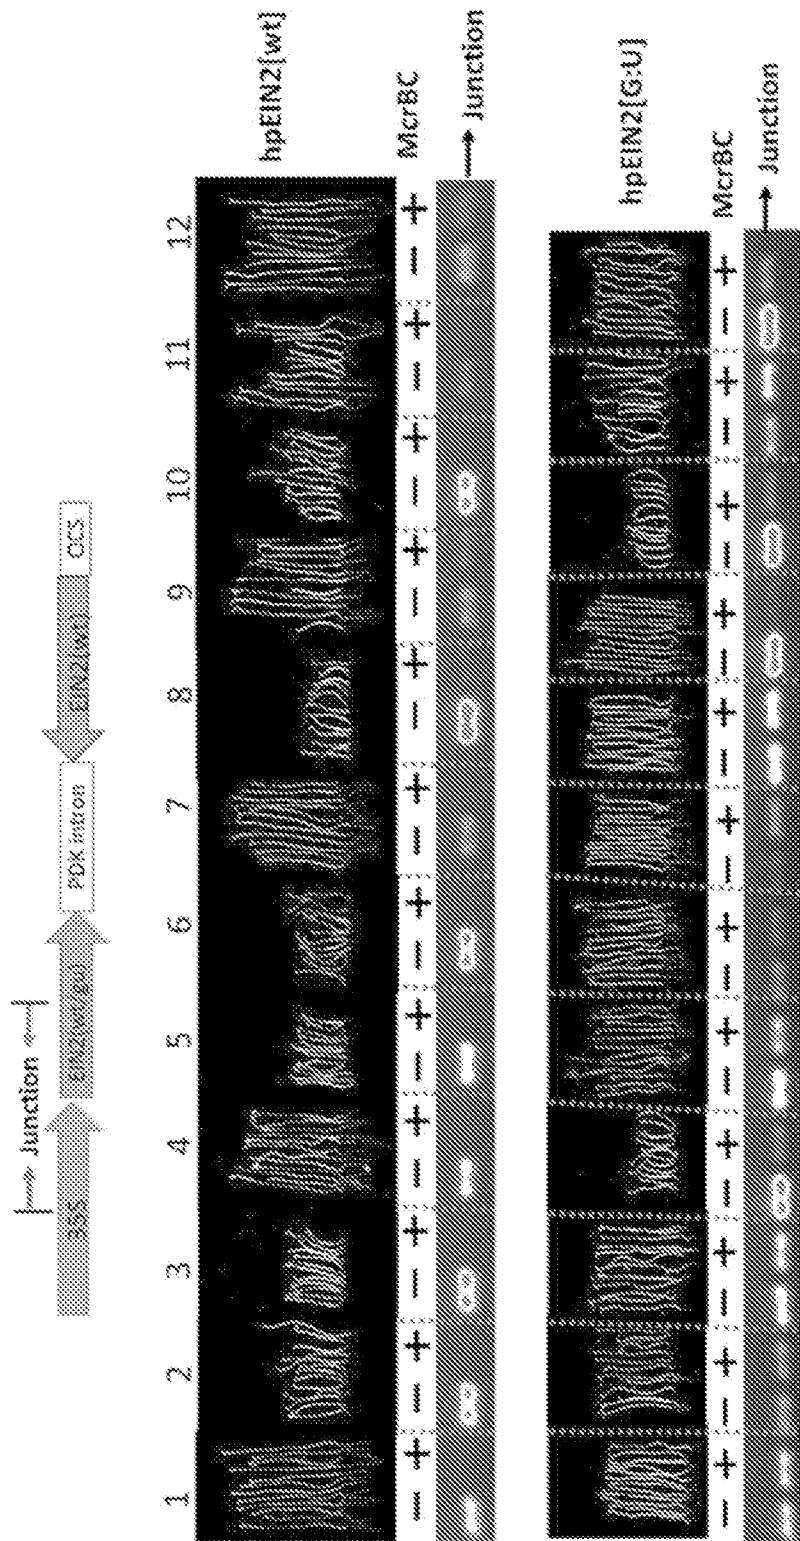 Junction
35S EIN2[wt/gu] PDK intron EIN2[wt] OCS
1 2 3 4 5 6 7 8 9 10 11 12
hpEIN2[wt]
− + − + − + − + − + − + − + − + − + − + − + − + McrBC
Junction
hpEIN2[G:U]
− + − + − + − + − + − + − + − + − + − + − + − + McrBC
Junction